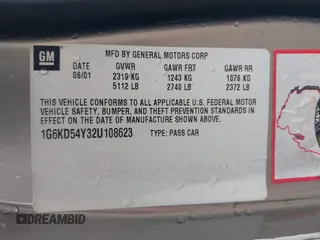 GM
MFD BY GENERAL MOTORS CORP
DATE GVWR GAWR FRT GAWR RR
06/01 2319 KG 1243 KG 1076 KG
5112 LB 2740 LB 2372 LB
THIS VEHICLE CONFORMS TO ALL APPLICABLE U.S. FEDERAL MOTOR
VEHICLE SAFETY, BUMPER, AND THEFT PREVENTION STANDARDS IN
EFFECT ON THE DATE OF MANUFACTURE SHOWN ABOVE.
1G6KD54Y32U108623 TYPE: PASS CAR
DREAMBID